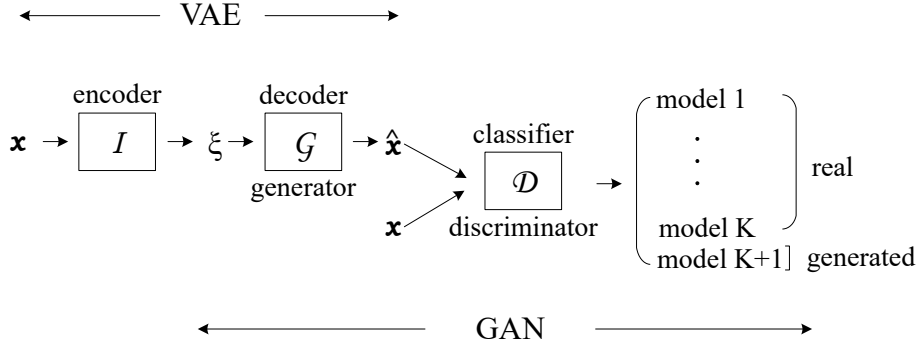 VAE
encoder decoder
x I ξ G x̂
generator
classifier
D
x
discriminator
model 1
.
.
.
model K
real
model K+1] generated
GAN